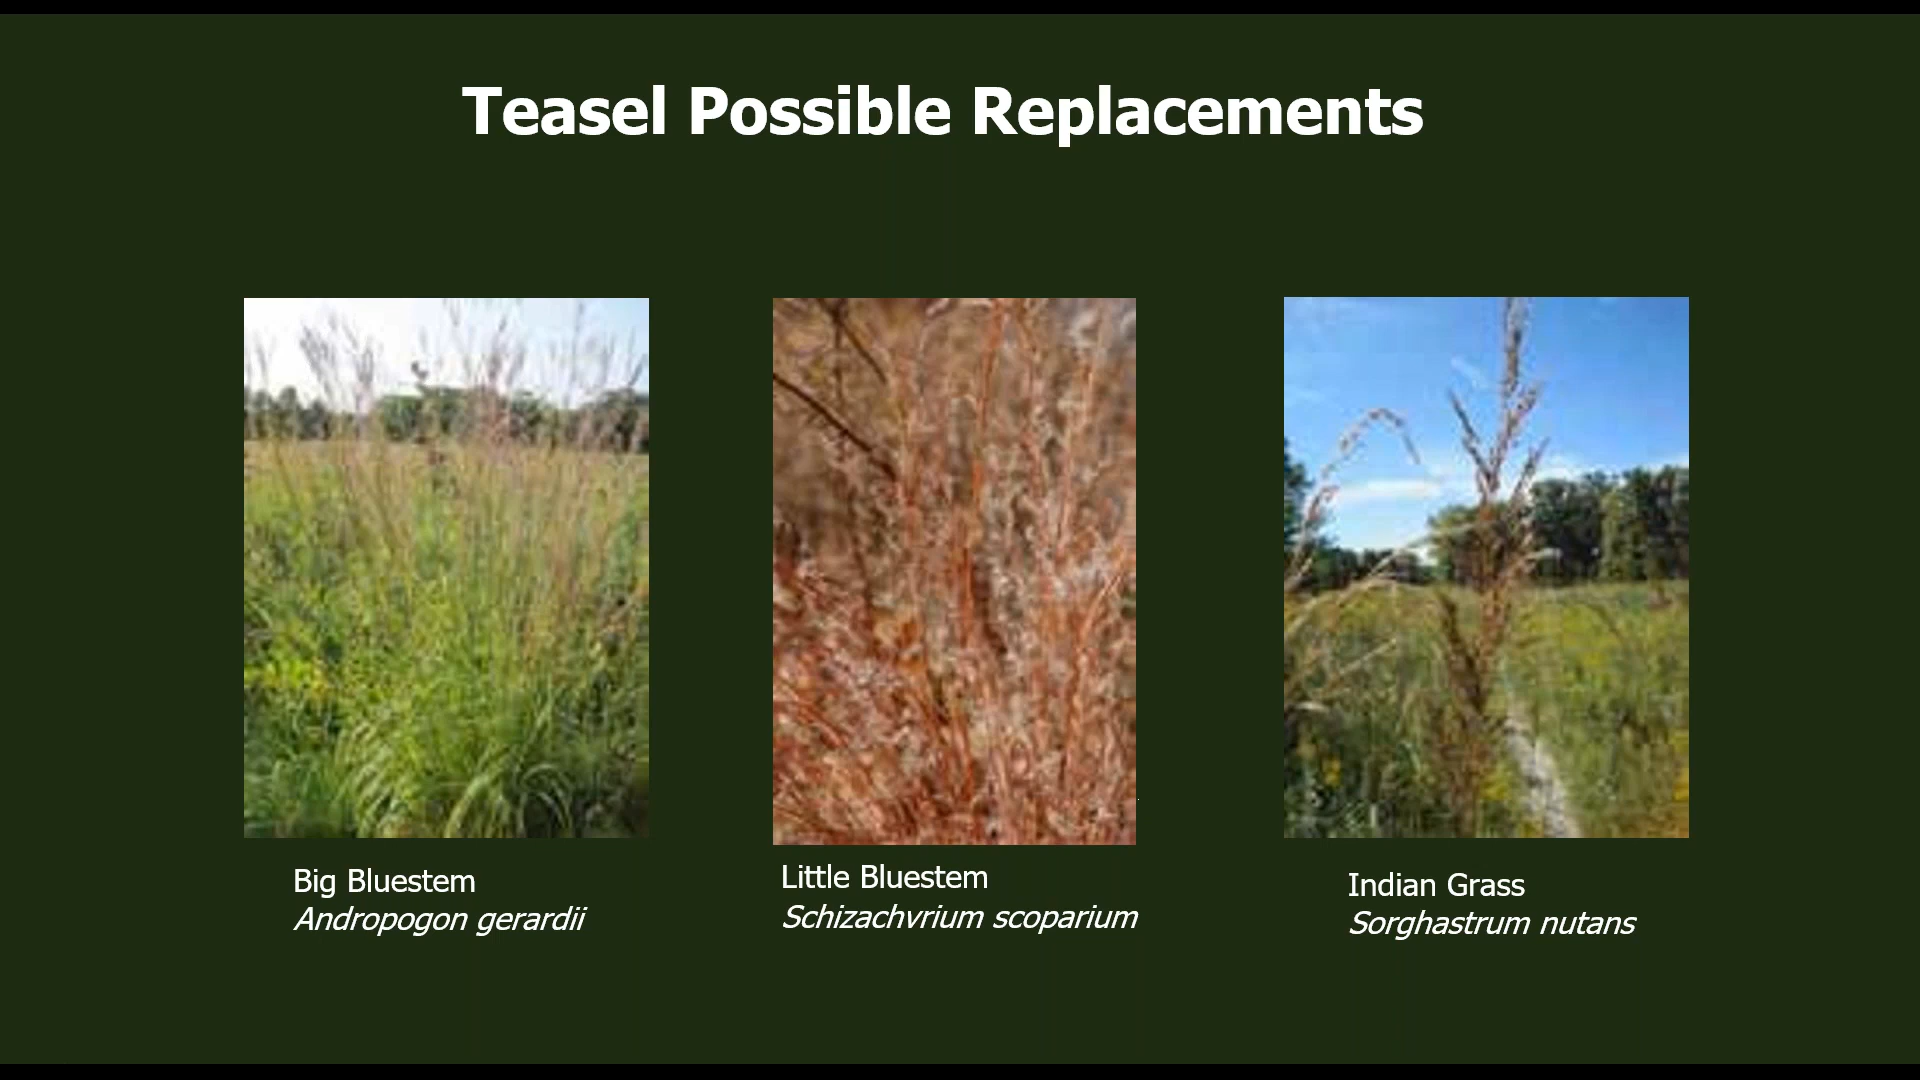 Teasel Possible Replacements
Big Bluestem
Andropogon gerardii
Little Bluestem
Schizachvrium scoparium
Indian Grass
Sorghastrum nutans